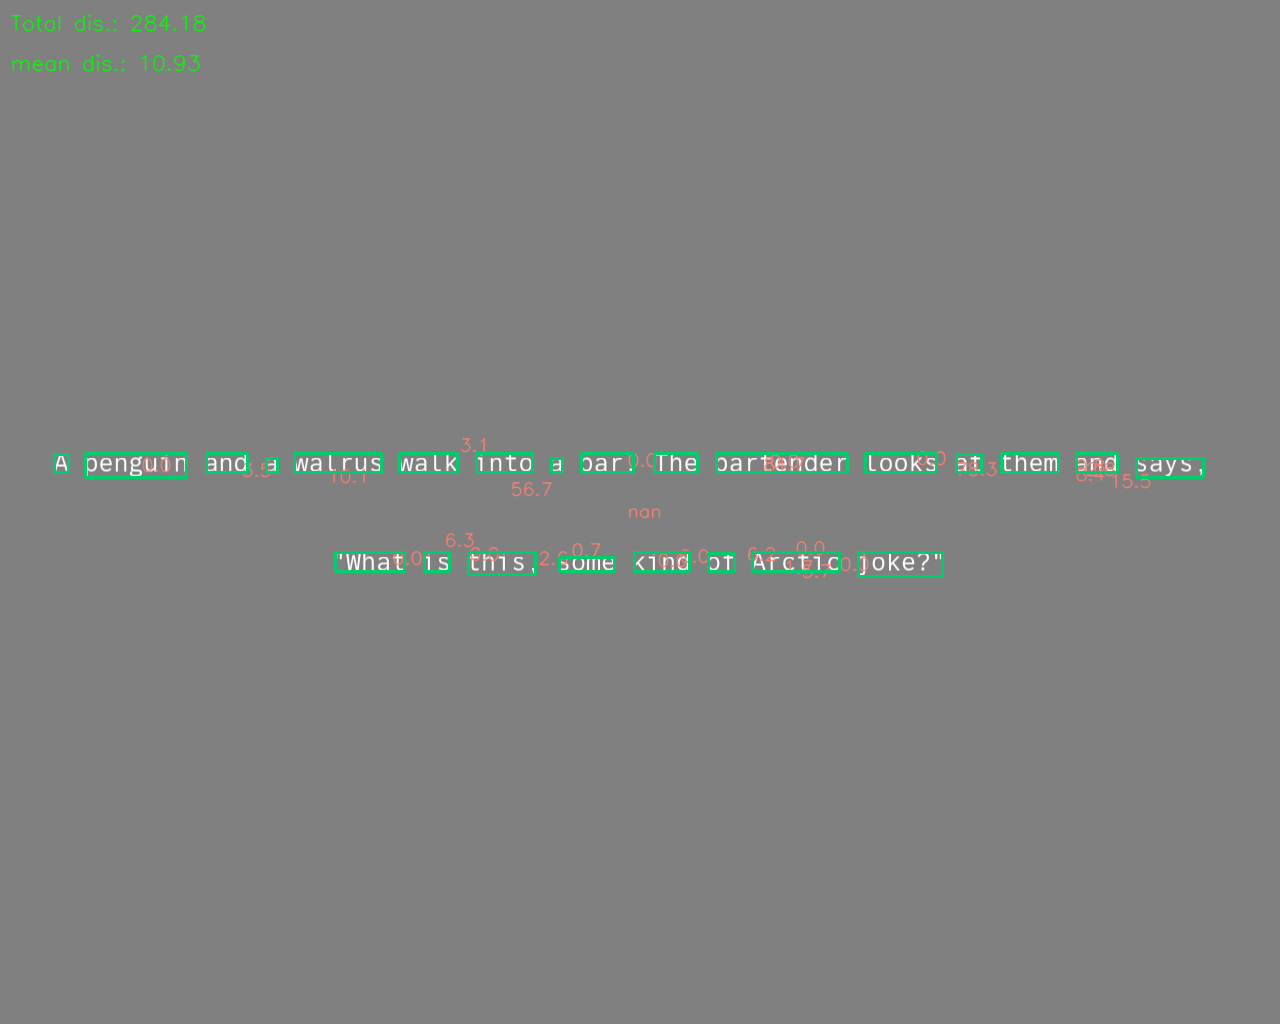 Total dis.: 284.18
mean dis.: 10.93
3.1
A penguin and a walrus walk into a bar. The bartender looks at them and says,
10.1
15.5
56.7
nan
6.3
"What is this, some kind of Arctic joke?"
0.7
0.0